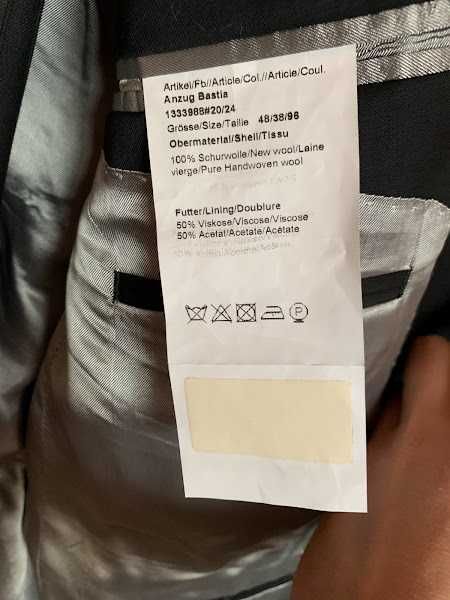 Artikel/Fb//Article/Col.//Article/Coul.
Anzug Bastia
1333988#20/24
Grösse/Size/Taille 48/38/96
Obermaterial/Shell/Tissu
100% Schurwolle/New wool/Laine
vierge/Pure Handwoven wool
Futter/Lining/Doublure
50% Viskose/Viscose/Viscose
50% Acetat/Acetate/Acétate
P